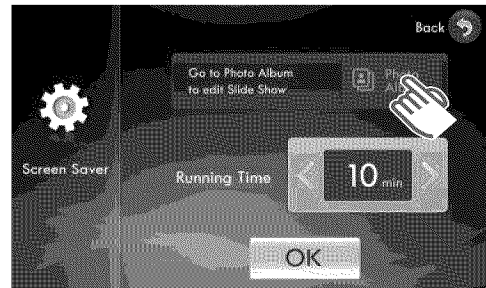 Back
Go to Photo Album
to edit Slide Show
Screen Saver
Running Time
10 min
OK